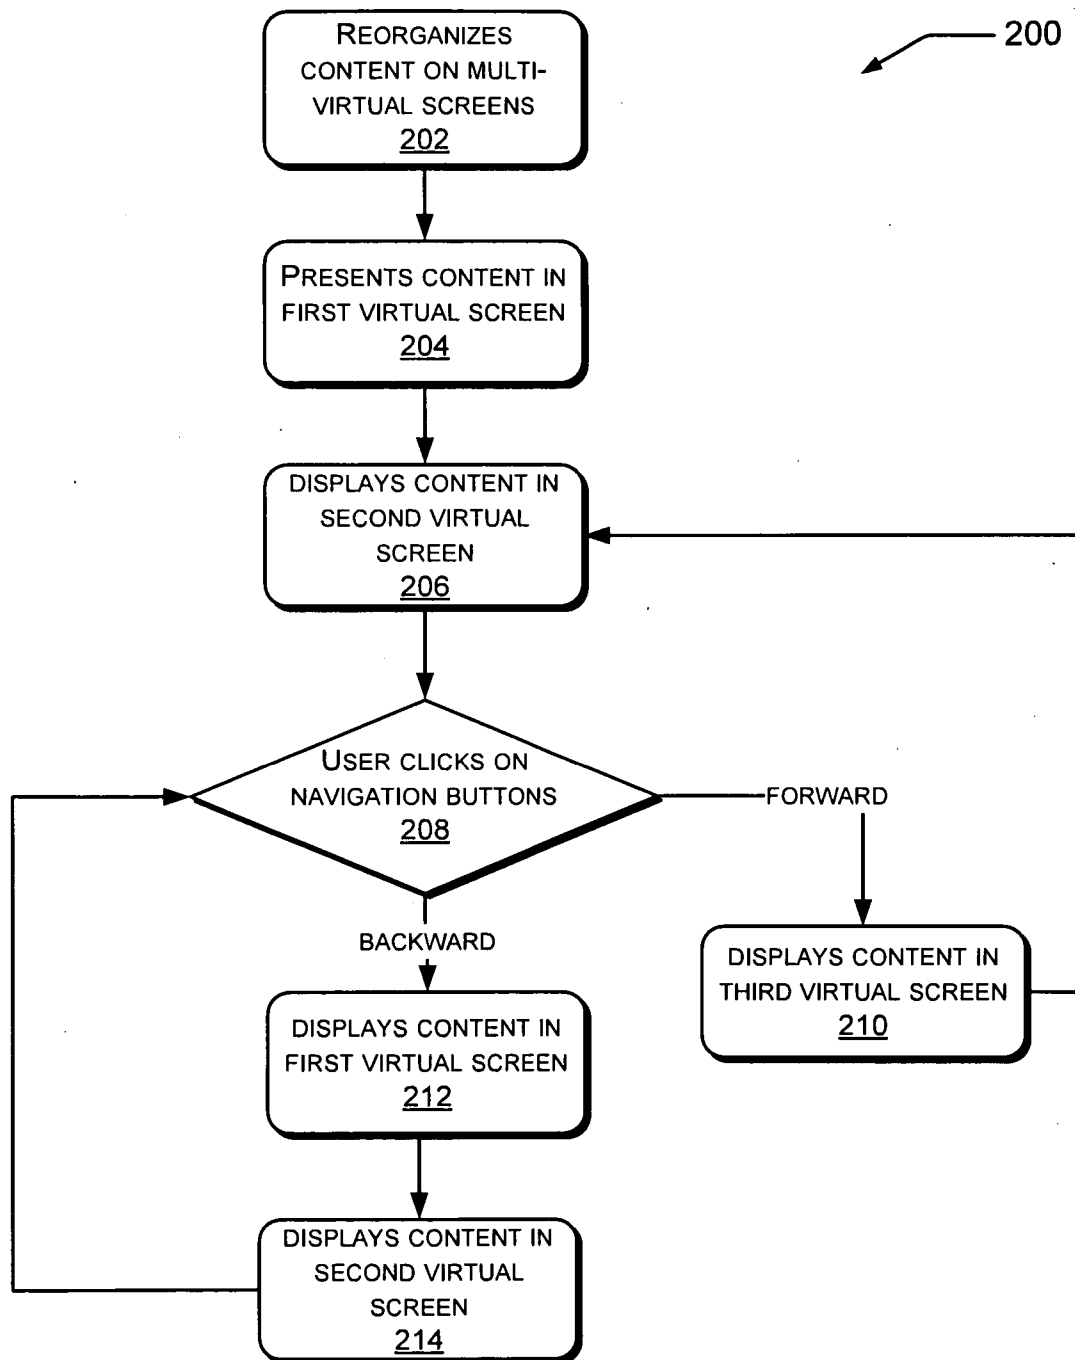 200
REORGANIZES
CONTENT ON MULTI-
VIRTUAL SCREENS
202
PRESENTS CONTENT IN
FIRST VIRTUAL SCREEN
204
DISPLAYS CONTENT IN
SECOND VIRTUAL
SCREEN
206
USER CLICKS ON
NAVIGATION BUTTONS
208
FORWARD
BACKWARD
DISPLAYS CONTENT IN
THIRD VIRTUAL SCREEN
210
DISPLAYS CONTENT IN
FIRST VIRTUAL SCREEN
212
DISPLAYS CONTENT IN
SECOND VIRTUAL
SCREEN
214